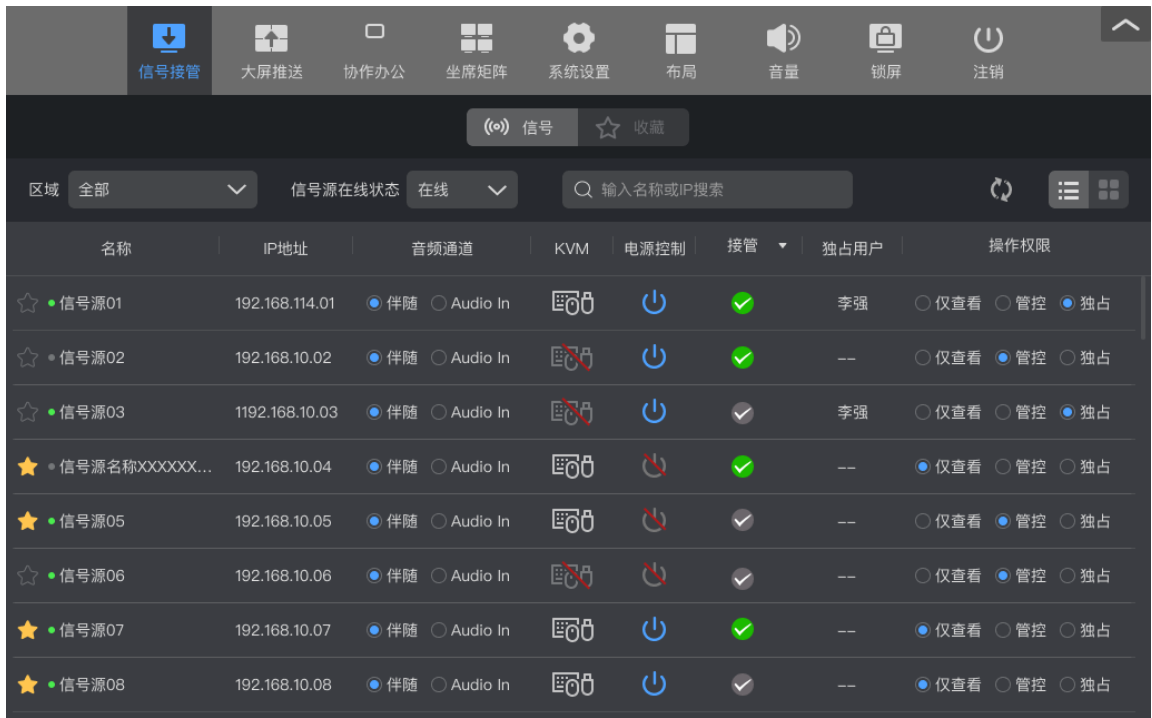 信号接管 大屏推送 协作办公 坐席矩阵 系统设置 布局 音量 锁屏 注销
信号 收藏
区域 全部 信号源在线状态 在线 输入名称或IP搜索
名称 IP地址 音频通道 KVM 电源控制 接管 独占用户 操作权限
信号源01 192.168.114.01 伴随 Audio In 李强 仅查看 管控 独占
信号源02 192.168.10.02 伴随 Audio In -- 仅查看 管控 独占
信号源03 1192.168.10.03 伴随 Audio In 李强 仅查看 管控 独占
信号源名称XXXXXX... 192.168.10.04 伴随 Audio In -- 仅查看 管控 独占
信号源05 192.168.10.05 伴随 Audio In -- 仅查看 管控 独占
信号源06 192.168.10.06 伴随 Audio In -- 仅查看 管控 独占
信号源07 192.168.10.07 伴随 Audio In -- 仅查看 管控 独占
信号源08 192.168.10.08 伴随 Audio In -- 仅查看 管控 独占